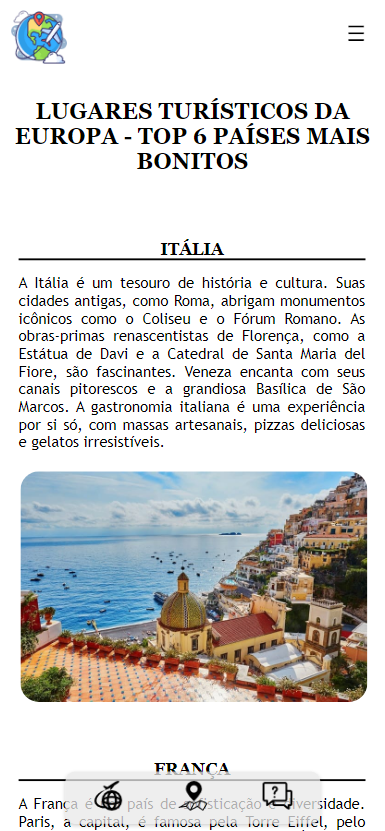 LUGARES TURÍSTICOS DA
EUROPA - TOP 6 PAÍSES MAIS
BONITOS
ITÁLIA
A Itália é um tesouro de história e cultura. Suas
cidades antigas, como Roma, abrigam monumentos
icônicos como o Coliseu e o Fórum Romano. As
obras-primas renascentistas de Florença, como a
Estátua de Davi e a Catedral de Santa Maria del
Fiore, são fascinantes. Veneza encanta com seus
canais pitorescos e a grandiosa Basílica de São
Marcos. A gastronomia italiana é uma experiência
por si só, com massas artesanais, pizzas deliciosas
e gelatos irresistíveis.
FRANÇA
A França é país de sofisticação e diversidade.
Paris, a capital, é famosa pela Torre Eiffel, pelo